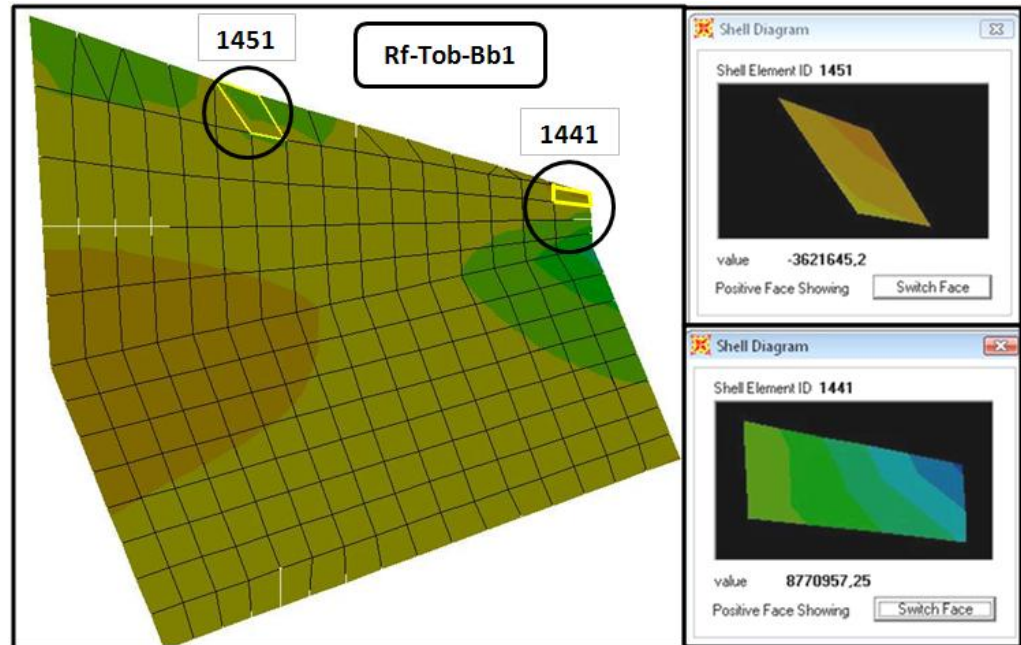 1451
Rf-Tob-Bb1
1441
Shell Diagram
Shell Element ID 1451
value -3621645,2
Positive Face Showing Switch Face
Shell Diagram
Shell Element ID 1441
value 8770957,25
Positive Face Showing Switch Face